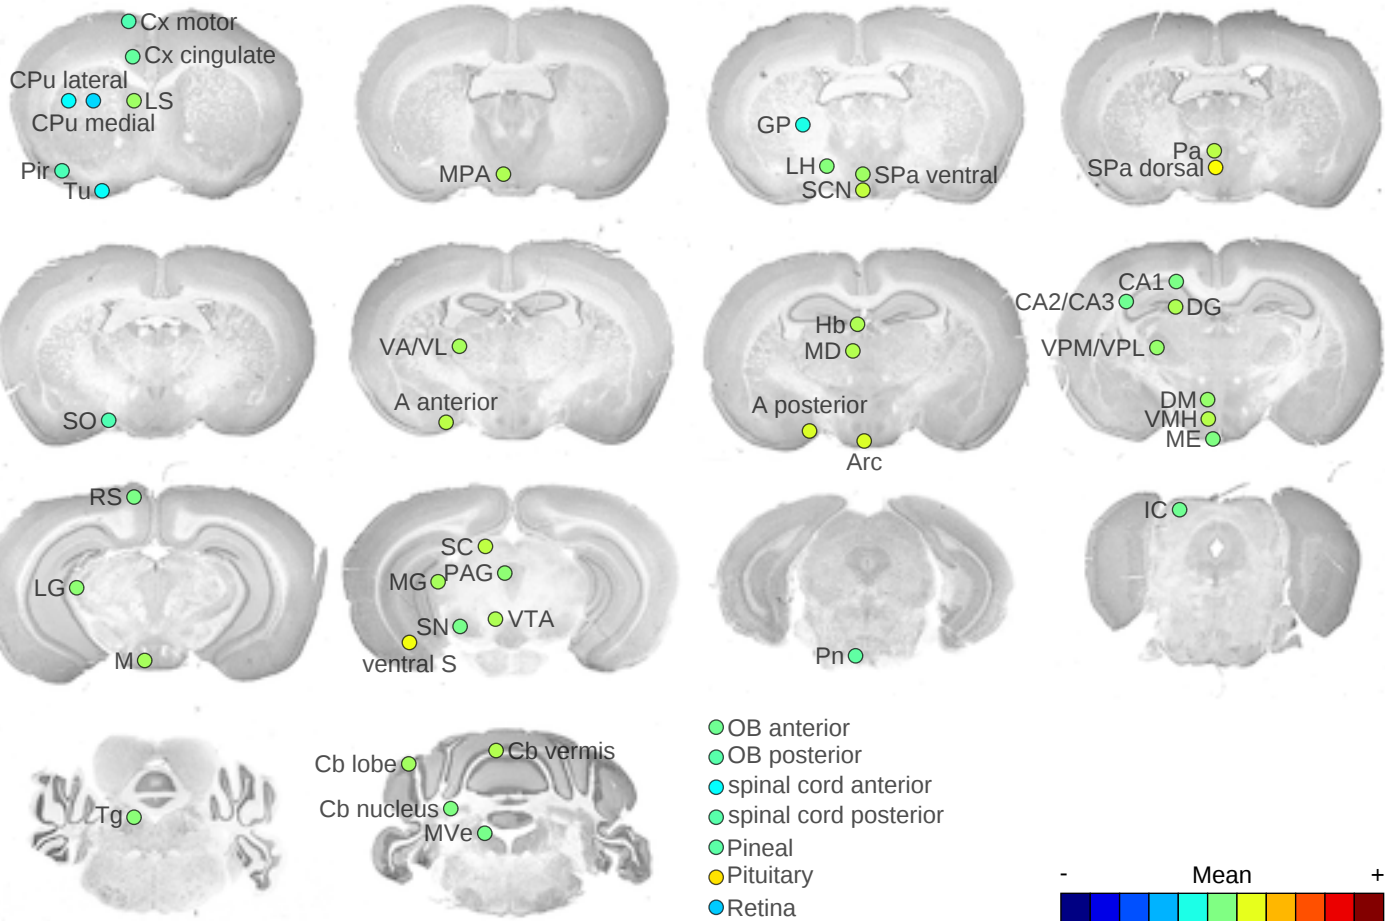 Cx motor
Cx cingulate
CPu lateral
LS
CPu medial
Pir
Tu
MPA
GP
LH
SPa ventral
SCN
Pa
SPa dorsal
SO
VA/VL
A anterior
Hb
MD
A posterior
Arc
CA1
CA2/CA3
DG
VPM/VPL
DM
VMH
ME
RS
LG
M
SC
MG
PAG
SN
VTA
ventral S
Pn
IC
Tg
Cb lobe
Cb vermis
Cb nucleus
MVe
OB anterior
OB posterior
spinal cord anterior
spinal cord posterior
Pineal
Pituitary
Retina
- Mean +